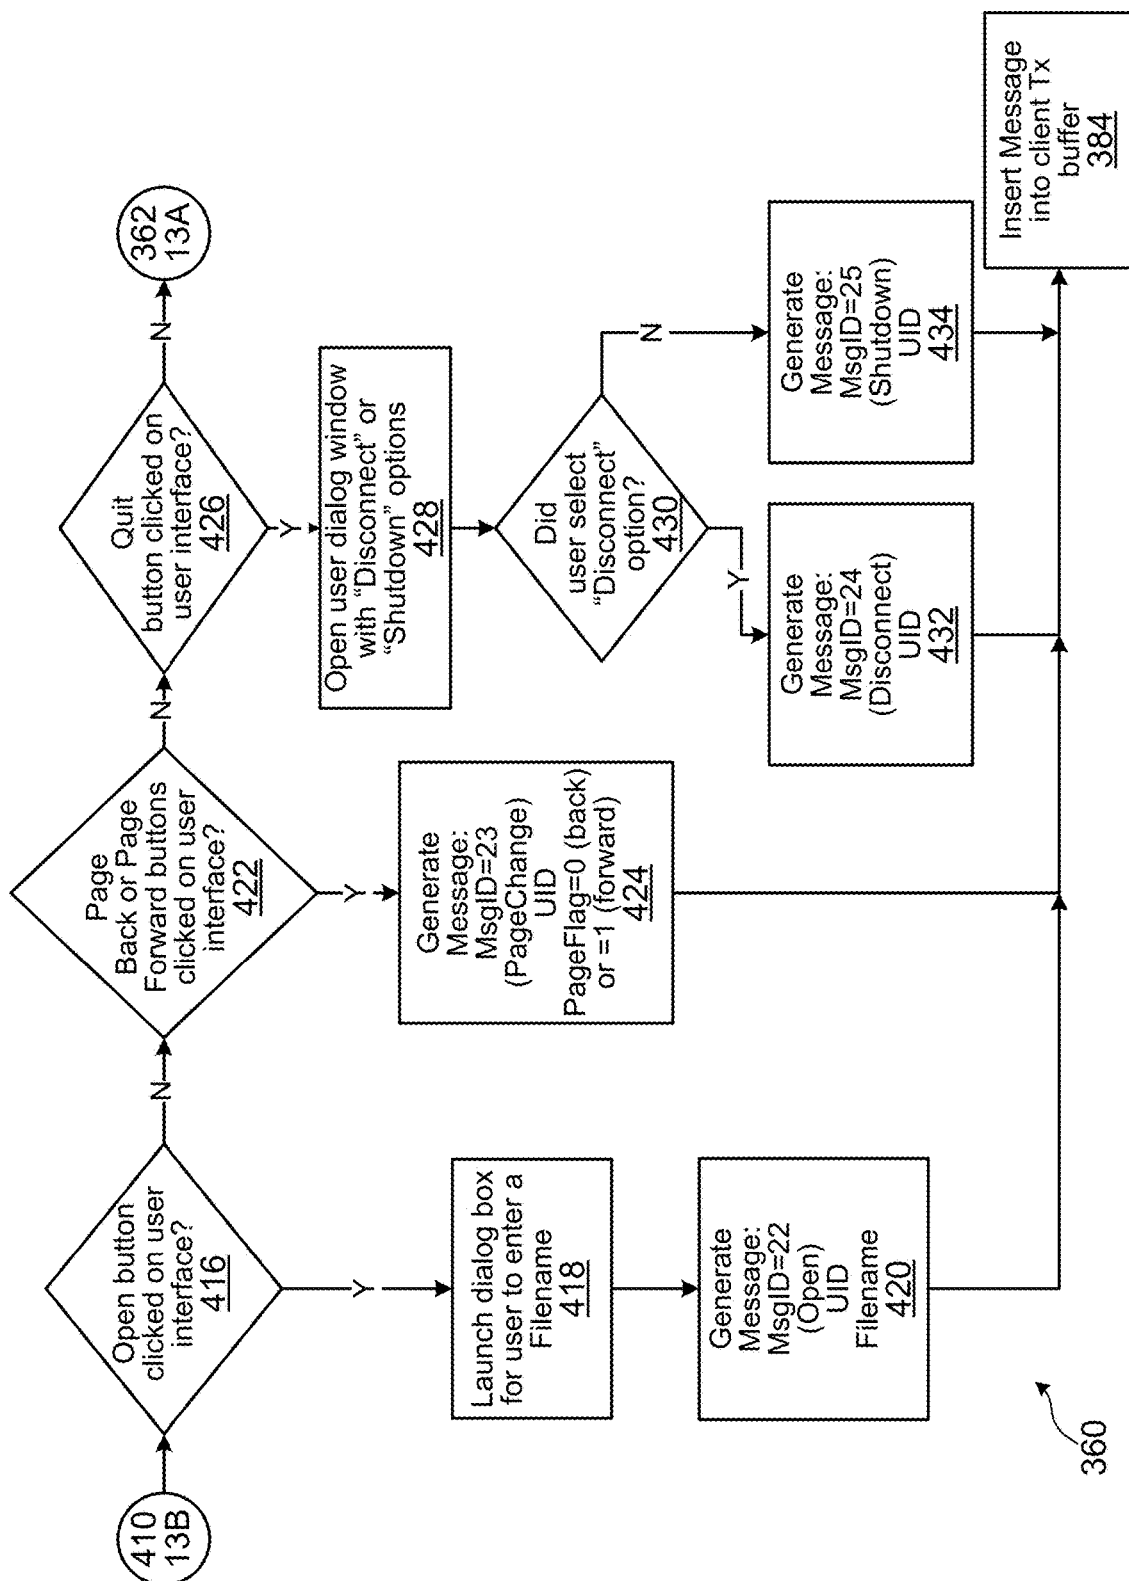 410
13B
Open button
clicked on user
interface?
416
N
Page
Back or Page
Forward buttons
clicked on user
interface?
422
N
Quit
button clicked on
user interface?
426
N
362
13A
Y
Launch dialog box
for user to enter a
Filename
418
Generate
Message:
MsgID=22
(Open)
UID
Filename
420
Y
Generate
Message:
MsgID=23
(PageChange)
UID
PageFlag=0 (back)
or =1 (forward)
424
Y
Open user dialog window
with “Disconnect” or
“Shutdown” options
428
Did
user select
“Disconnect”
option?
430
Y
N
Generate
Message:
MsgID=24
(Disconnect)
UID
432
Generate
Message:
MsgID=25
(Shutdown)
UID
434
Insert Message
into client Tx
buffer
384
360